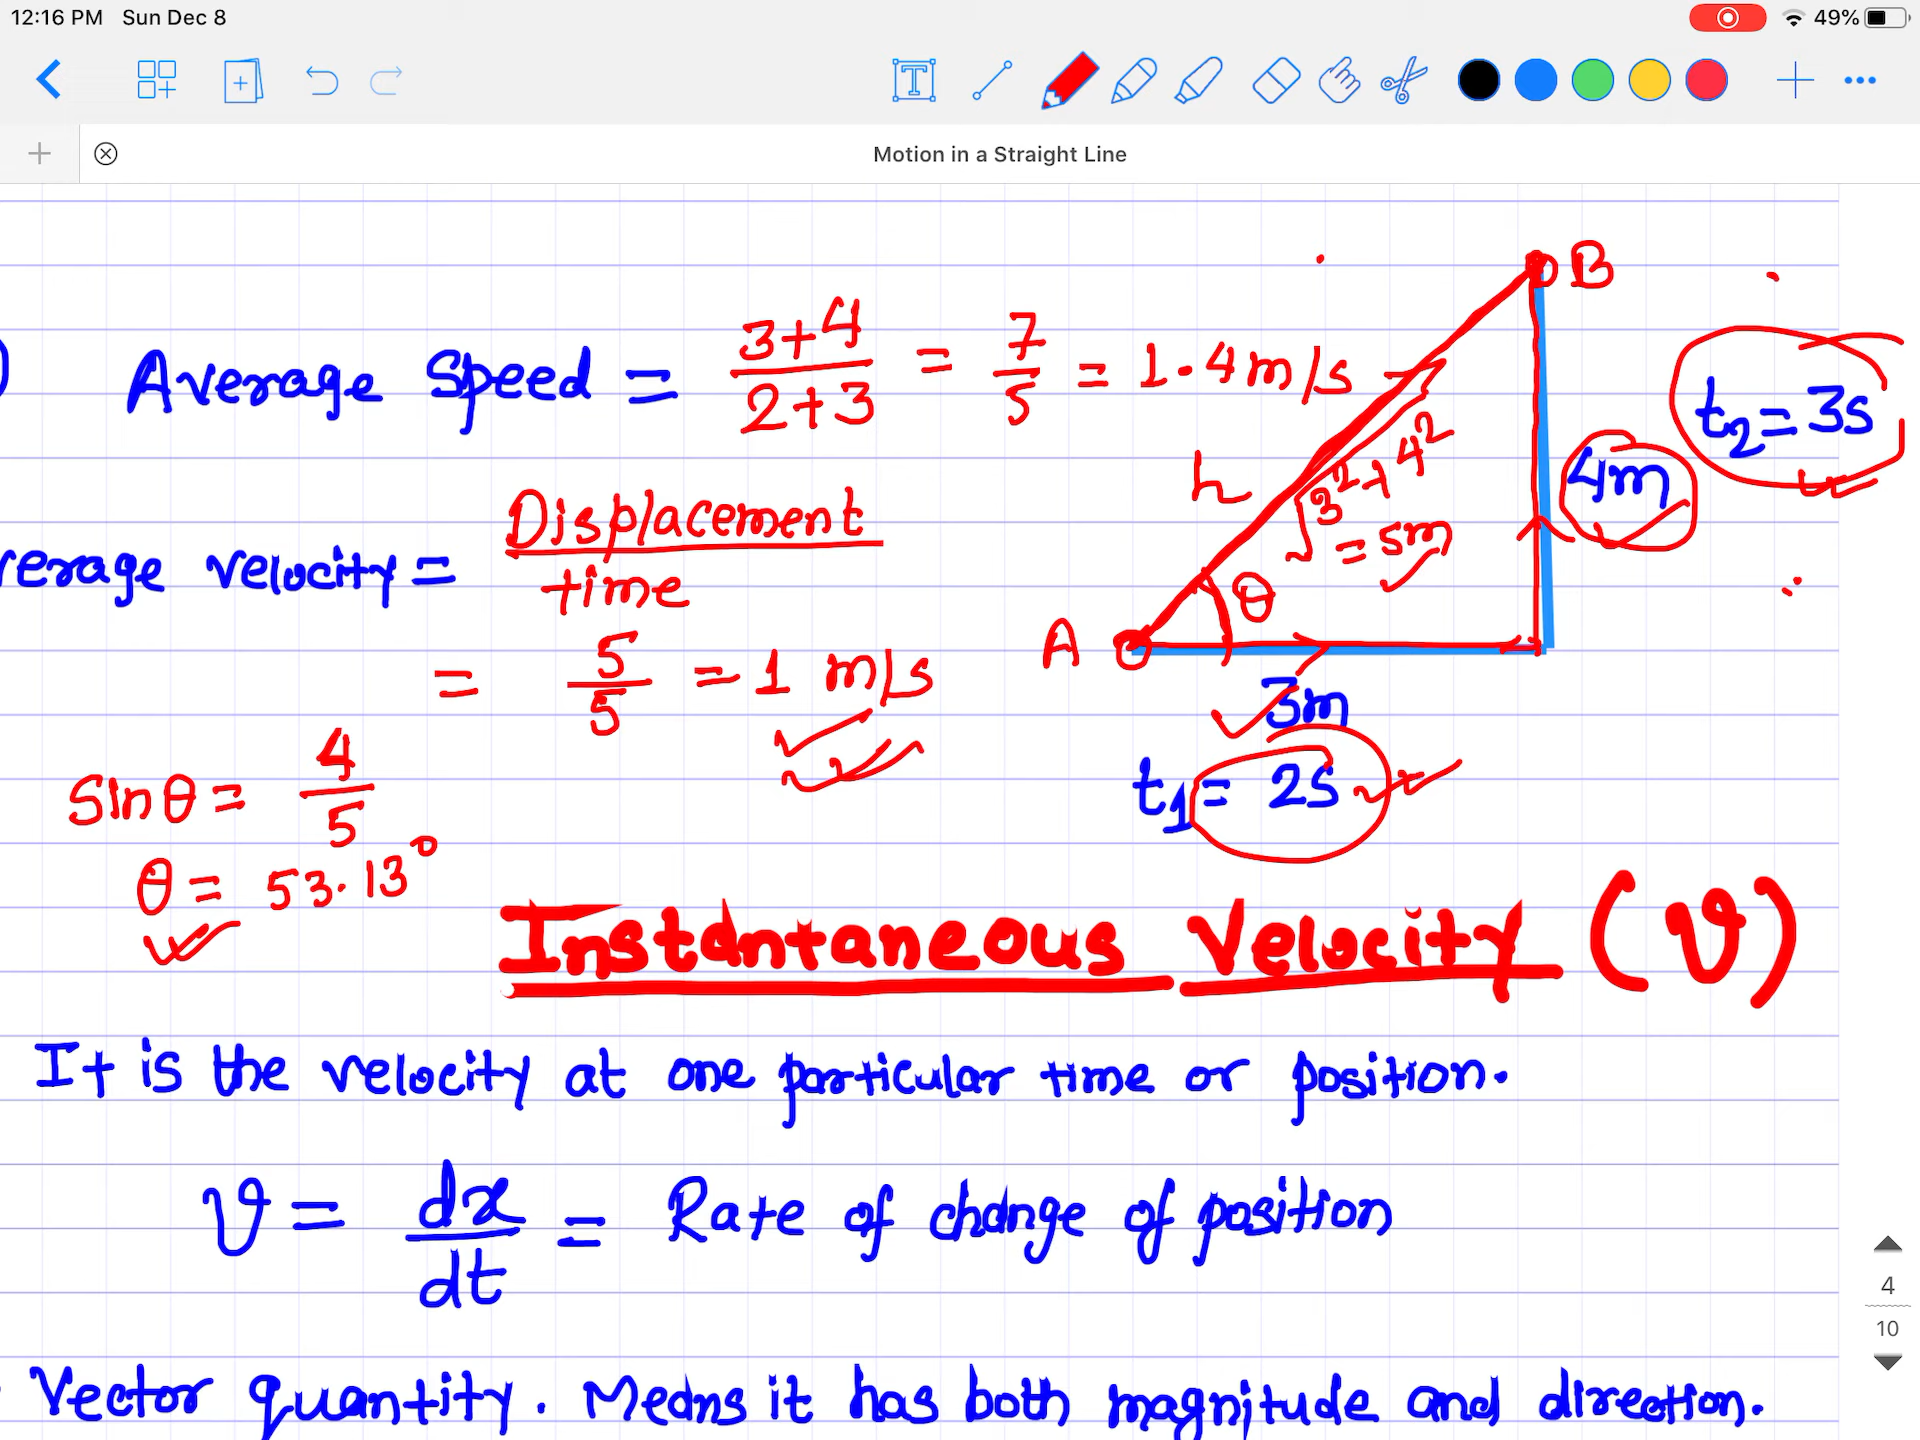 12:16 PM Sun Dec 8
49%
Motion in a Straight Line
B
Average Speed = 3+4 / 2+3 = 7/5 = 1.4 m/s
t₂ = 3s
4m
h
√3²+4²
= 5m
θ
verage velocity = Displacement / time
A
= 5/5 = 1 m/s
3m
t₁ = 2s
Sinθ = 4/5
θ = 53.13°
Instantaneous Velocity (v)
It is the velocity at one particular time or position.
v = dx/dt = Rate of change of position
4
10
Vector quantity. Means it has both magnitude and direction.